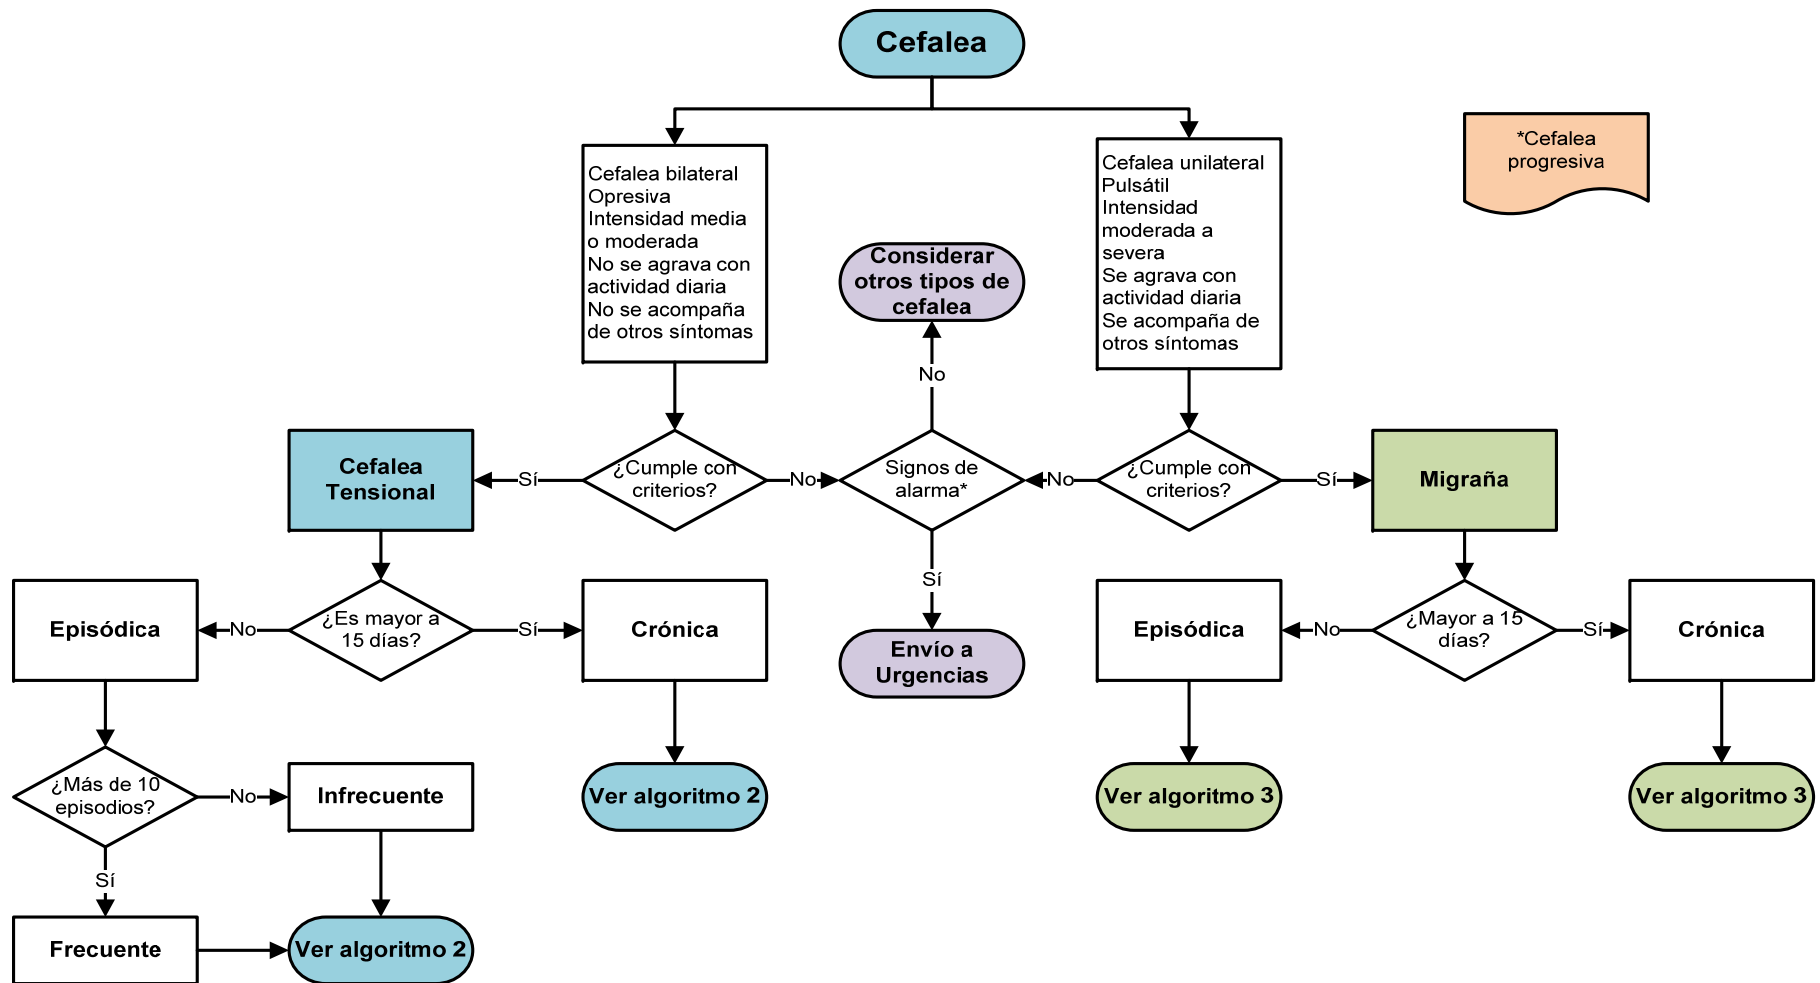 Cefalea
*Cefalea
progresiva
Cefalea bilateral
Opresiva
Intensidad media
o moderada
No se agrava con
actividad diaria
No se acompaña
de otros síntomas
Cefalea unilateral
Pulsátil
Intensidad
moderada a
severa
Se agrava con
actividad diaria
Se acompaña de
otros síntomas
Considerar
otros tipos de
cefalea
No
Cefalea
Tensional
Sí
¿Cumple con
criterios?
No
Signos de
alarma*
No
¿Cumple con
criterios?
Sí
Migraña
Sí
Episódica
No
¿Es mayor a
15 días?
Sí
Crónica
Envío a
Urgencias
Episódica
No
¿Mayor a 15
días?
Sí
Crónica
¿Más de 10
episodios?
No
Infrecuente
Ver algoritmo 2
Ver algoritmo 3
Ver algoritmo 3
Sí
Frecuente
Ver algoritmo 2